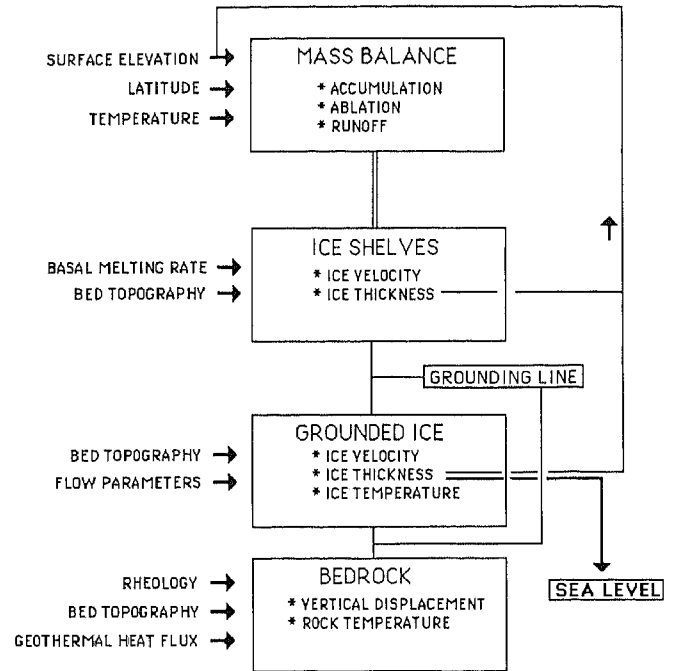 SURFACE ELEVATION
LATITUDE
TEMPERATURE
MASS BALANCE
* ACCUMULATION
* ABLATION
* RUNOFF
BASAL MELTING RATE
BED TOPOGRAPHY
ICE SHELVES
* ICE VELOCITY
* ICE THICKNESS
GROUNDING LINE
BED TOPOGRAPHY
FLOW PARAMETERS
GROUNDED ICE
* ICE VELOCITY
* ICE THICKNESS
* ICE TEMPERATURE
SEA LEVEL
RHEOLOGY
BED TOPOGRAPHY
GEOTHERMAL HEAT FLUX
BEDROCK
* VERTICAL DISPLACEMENT
* ROCK TEMPERATURE